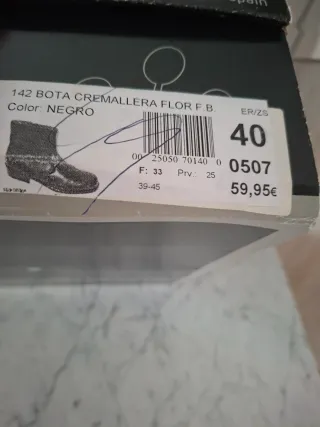 142 BOTA CREMALLERA FLOR F.B.
Color: NEGRO
ER/ZS
40
00 25050 70140 0
0507
F: 33 Prv.: 25
59,95€
39-45